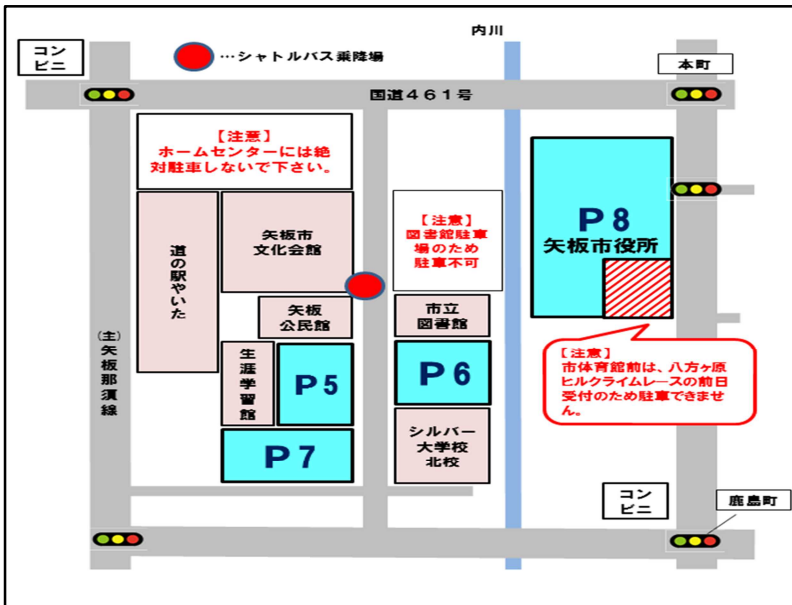 内川
コン
ビニ
…シャトルバス乗降場
本町
国道４６１号
【注意】
ホームセンターには絶
対駐車しないで下さい。
道の駅やいた
矢板市
文化会館
【注意】
図書館駐車
場のため
駐車不可
P８
矢板市役所
矢板
公民館
市立
図書館
(主)矢板那須線
生涯学習館
P５
P６
【注意】
市体育館前は、八方ヶ原
ヒルクライムレースの前日
受付のため駐車できませ
ん。
P７
シルバー
大学校
北校
コン
ビニ
鹿島町